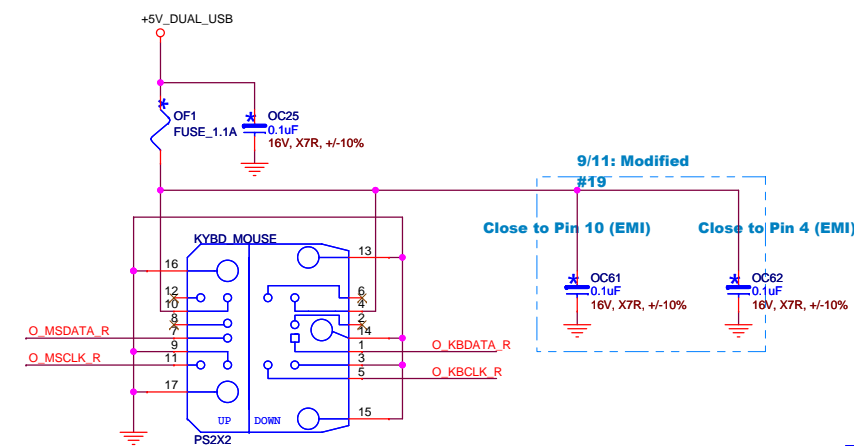 +5V_DUAL_USB
*
OF1
FUSE_1.1A
*
OC25
0.1uF
16V, X7R, +/-10%
9/11: Modified
#19
Close to Pin 10 (EMI)
Close to Pin 4 (EMI)
*
OC61
0.1uF
16V, X7R, +/-10%
*
OC62
0.1uF
16V, X7R, +/-10%
KYBD_MOUSE
13
16
12
10
6
4
8
7
2
14
O_MSDATA_R
9
1
O_KBDATA_R
O_MSCLK_R
11
3
5
O_KBCLK_R
17
15
UP
DOWN
PS2X2